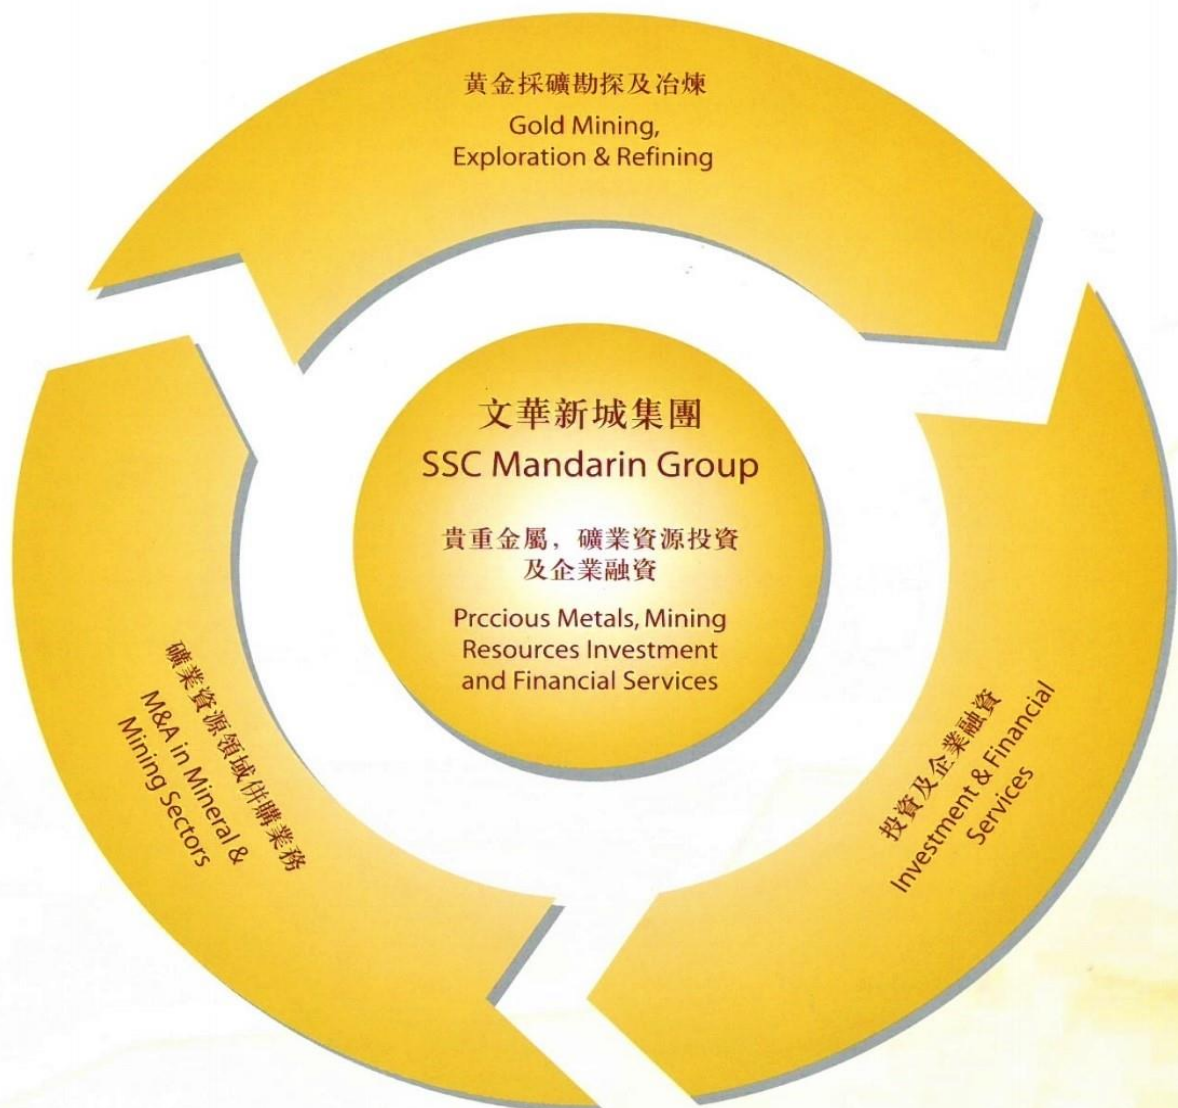 黃金採礦勘探及冶煉
Gold Mining,
Exploration & Refining
文華新城集團
SSC Mandarin Group
貴重金屬，礦業資源投資
及企業融資
Prccious Metals, Mining
Resources Investment
and Financial Services
礦業資源領域併購業務
M&A in Mineral &
Mining Sectors
投資及企業融資
Investment & Financial
Services